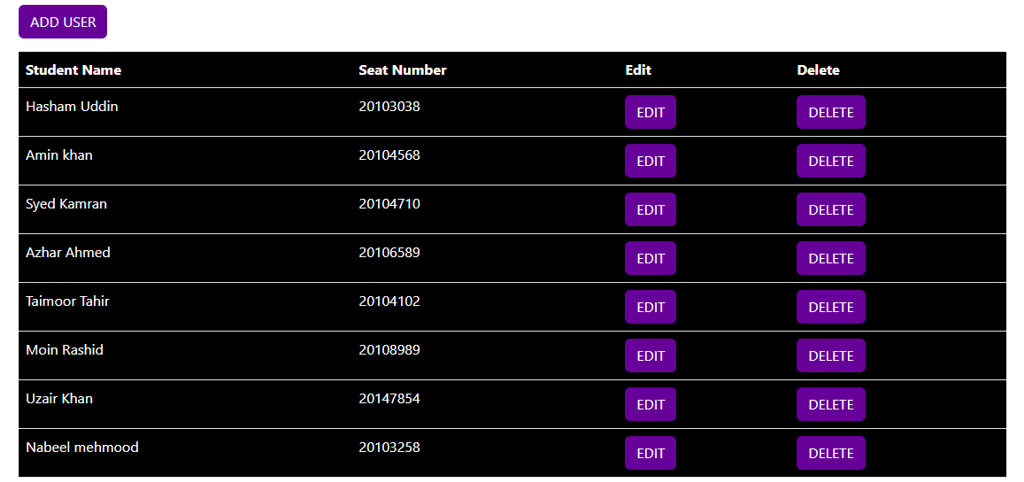 ADD USER
Student Name Seat Number Edit Delete
Hasham Uddin 20103038 EDIT DELETE
Amin khan 20104568 EDIT DELETE
Syed Kamran 20104710 EDIT DELETE
Azhar Ahmed 20106589 EDIT DELETE
Taimoor Tahir 20104102 EDIT DELETE
Moin Rashid 20108989 EDIT DELETE
Uzair Khan 20147854 EDIT DELETE
Nabeel mehmood 20103258 EDIT DELETE